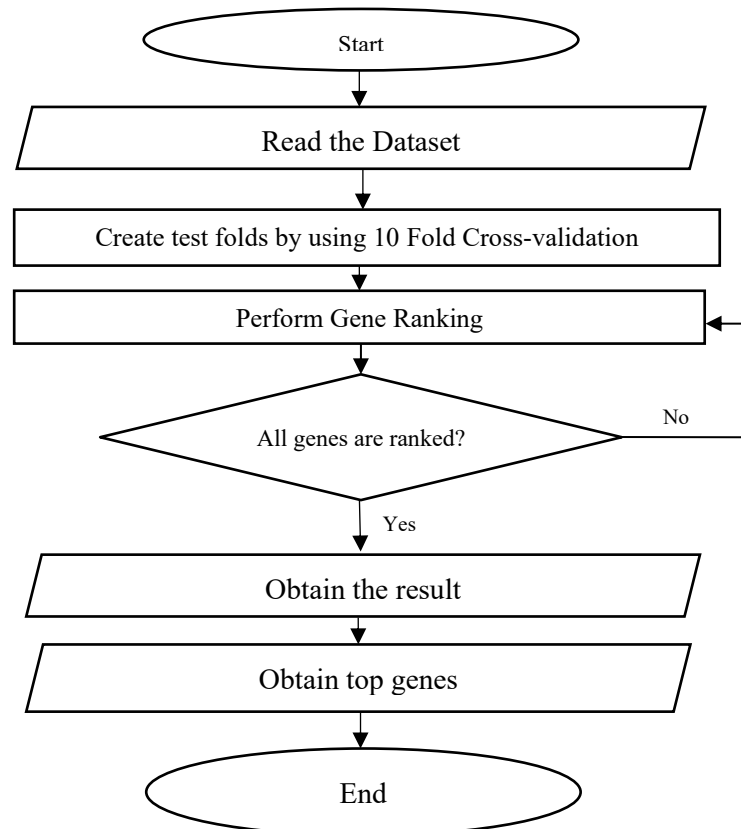 Start
Read the Dataset
Create test folds by using 10 Fold Cross-validation
Perform Gene Ranking
All genes are ranked?
No
Yes
Obtain the result
Obtain top genes
End